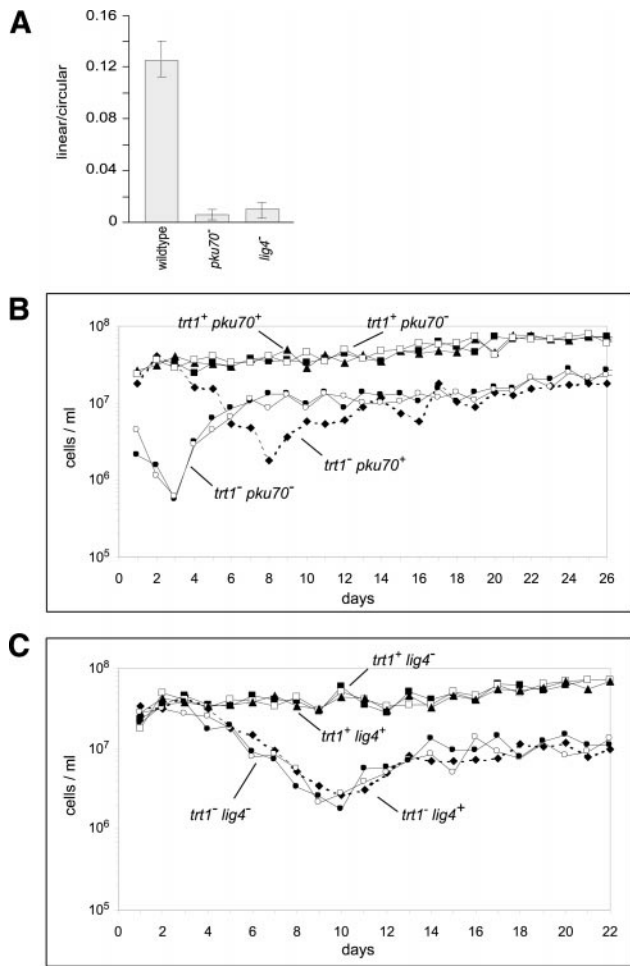 A
0.16
0.12
0.08
0.04
0
linear/circular
wildtype
pku70⁻
lig4⁻
B
10⁸
10⁷
10⁶
10⁵
cells / ml
trt1⁺ pku70⁺
trt1⁺ pku70⁻
trt1⁻ pku70⁺
trt1⁻ pku70⁻
0 2 4 6 8 10 12 14 16 18 20 22 24 26
days
C
10⁸
10⁷
10⁶
10⁵
cells / ml
trt1⁺ lig4⁻
trt1⁺ lig4⁺
trt1⁻ lig4⁻
trt1⁻ lig4⁺
0 2 4 6 8 10 12 14 16 18 20 22
days